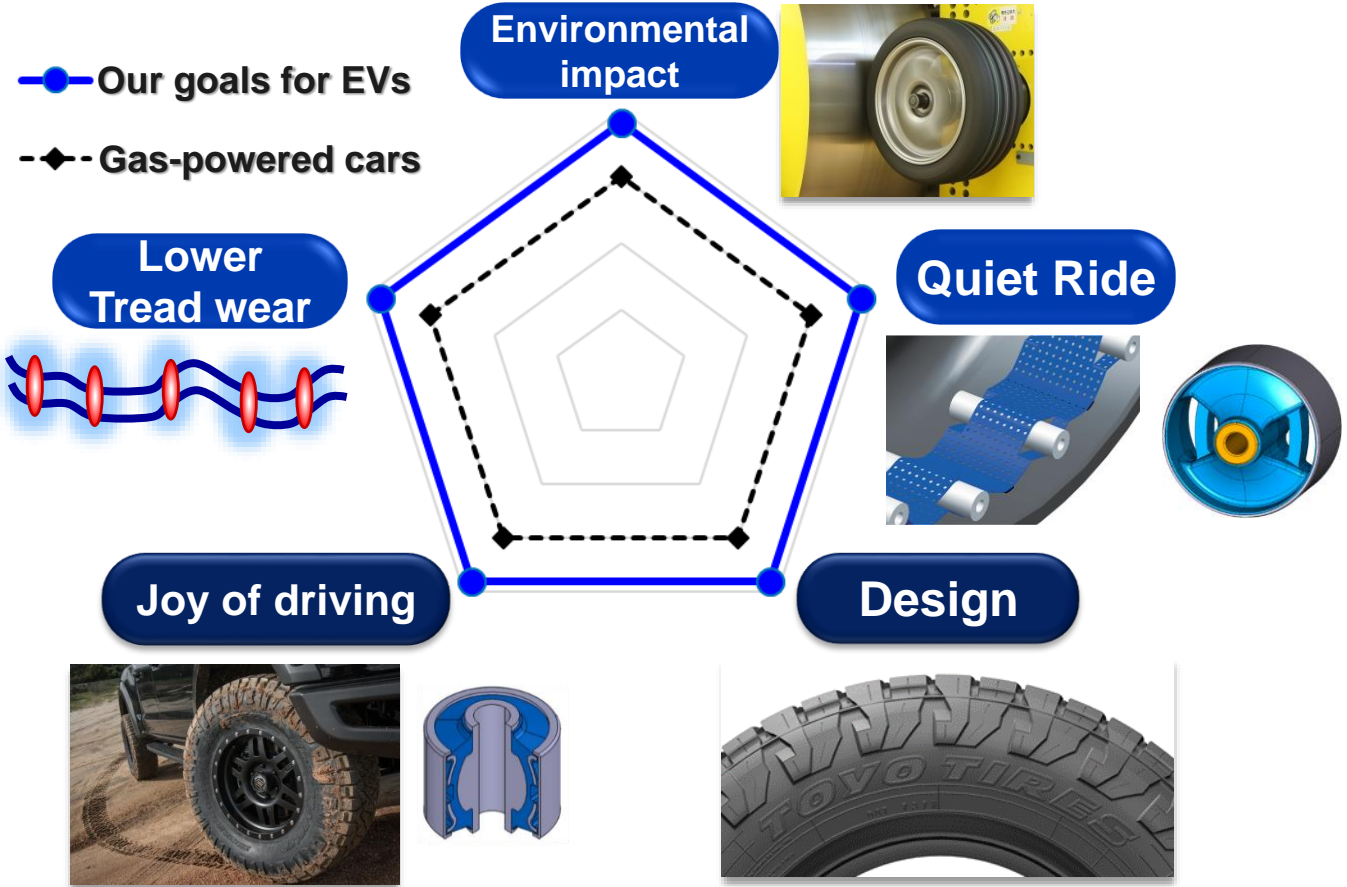 Environmental
impact
Our goals for EVs
Gas-powered cars
Lower
Tread wear
Quiet Ride
Joy of driving
Design
TOYO TIRES